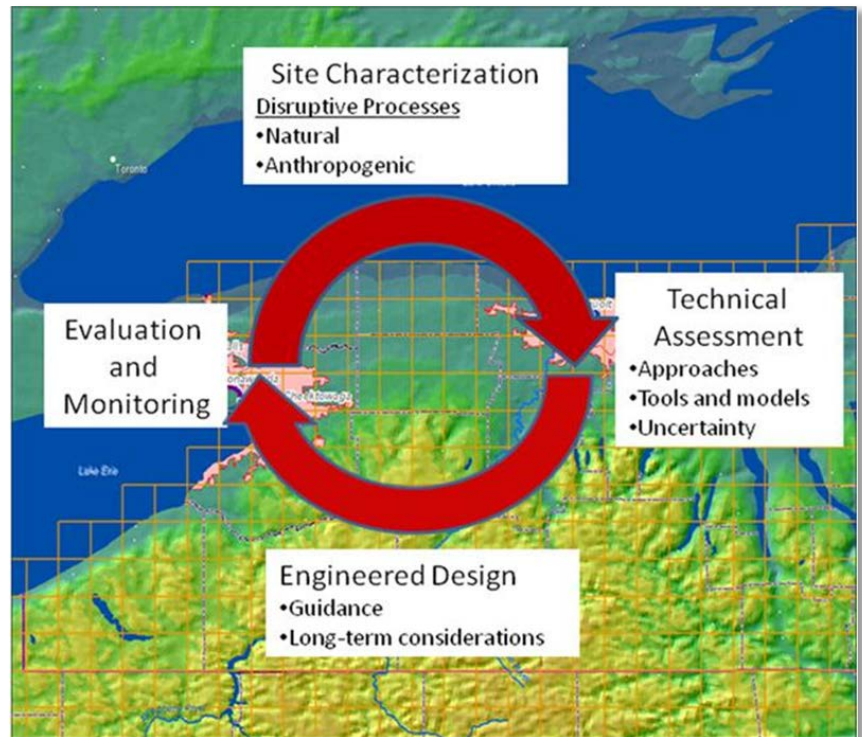 Site Characterization
Disruptive Processes
•Natural
•Anthropogenic
Toronto
Evaluation
and
Monitoring
Technical
Assessment
•Approaches
•Tools and models
•Uncertainty
Cheektowaga
Lake Erie
Engineered Design
•Guidance
•Long-term considerations